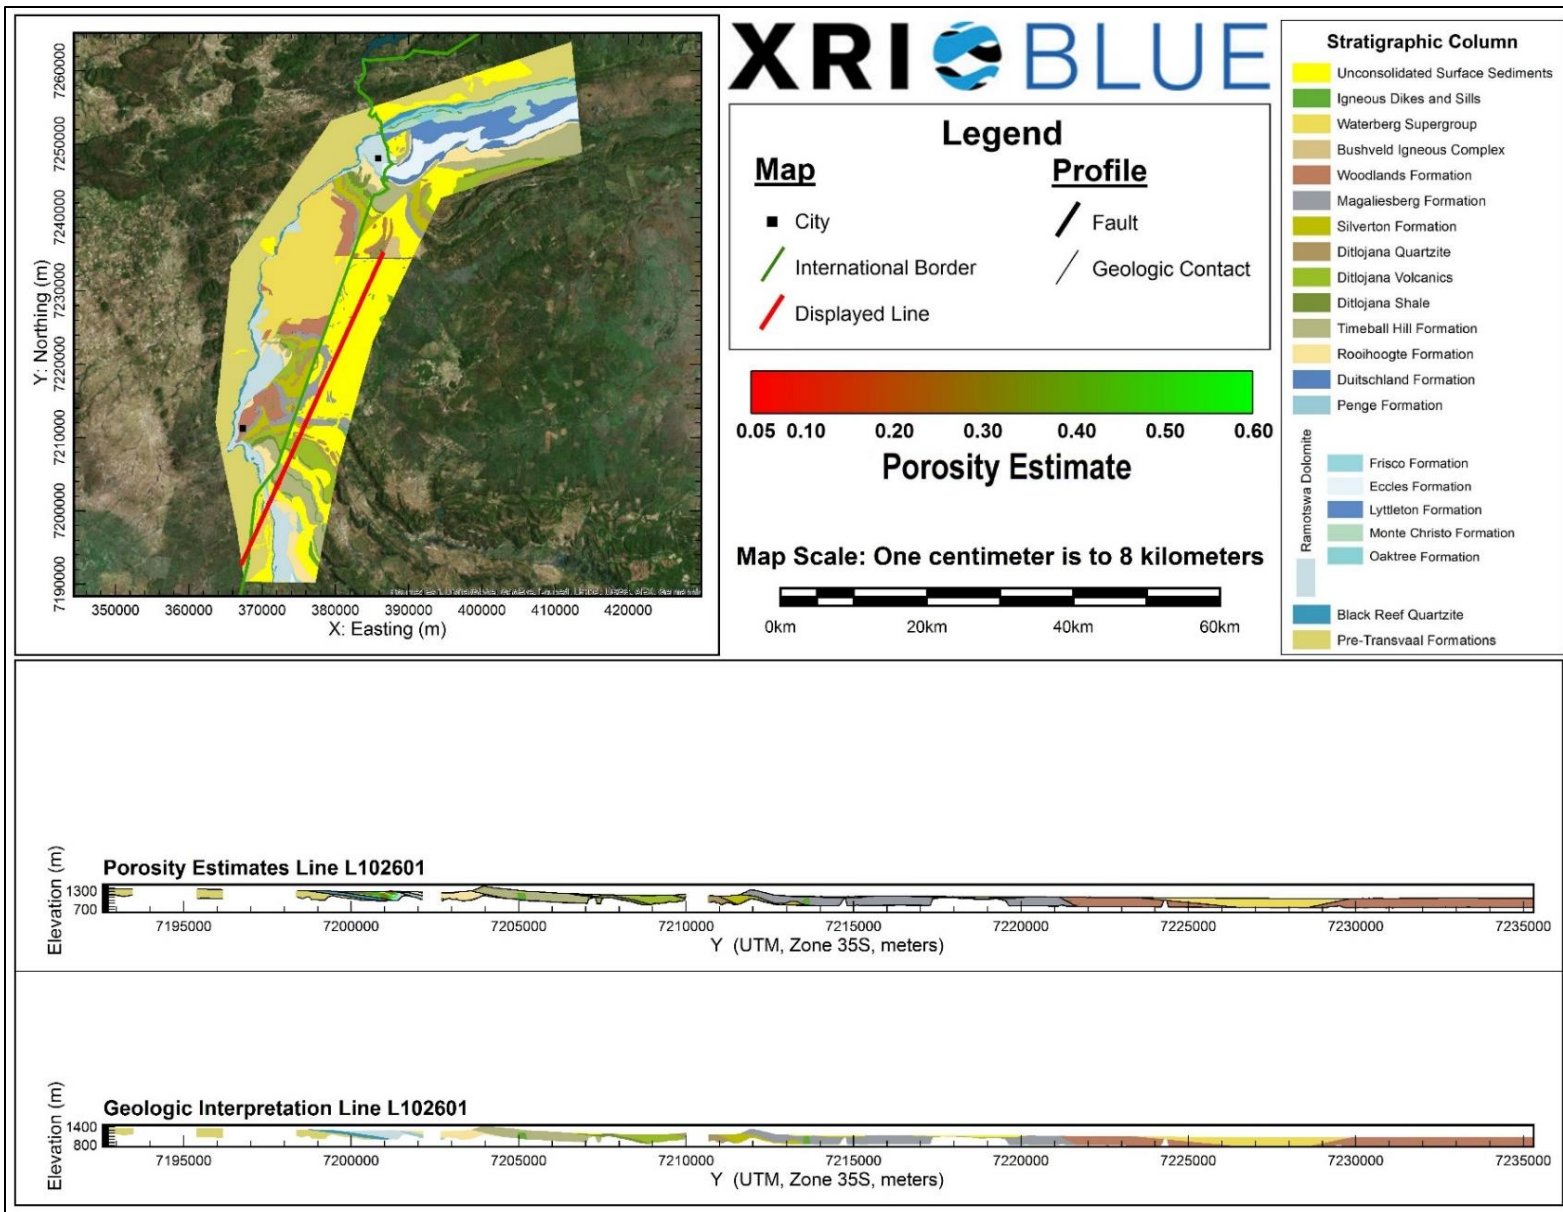 7260000
7250000
7240000
7230000
7220000
7210000
7200000
7190000
Y: Northing (m)
350000 360000 370000 380000 390000 400000 410000 420000
X: Easting (m)
XRI BLUE
Legend
Map
City
International Border
Displayed Line
Profile
Fault
Geologic Contact
0.05 0.10 0.20 0.30 0.40 0.50 0.60
Porosity Estimate
Map Scale: One centimeter is to 8 kilometers
0km 20km 40km 60km
Stratigraphic Column
Unconsolidated Surface Sediments
Igneous Dikes and Sills
Waterberg Supergroup
Bushveld Igneous Complex
Woodlands Formation
Magaliesberg Formation
Silverton Formation
Ditlojana Quartzite
Ditlojana Volcanics
Ditlojana Shale
Timeball Hill Formation
Rooihoogte Formation
Duitschland Formation
Penge Formation
Ramotswa Dolomite
Frisco Formation
Eccles Formation
Lyttleton Formation
Monte Christo Formation
Oaktree Formation
Black Reef Quartzite
Pre-Transvaal Formations
Porosity Estimates Line L102601
Elevation (m)
1300
700
7195000 7200000 7205000 7210000 7215000 7220000 7225000 7230000 7235000
Y (UTM, Zone 35S, meters)
Geologic Interpretation Line L102601
Elevation (m)
1400
800
7195000 7200000 7205000 7210000 7215000 7220000 7225000 7230000 7235000
Y (UTM, Zone 35S, meters)